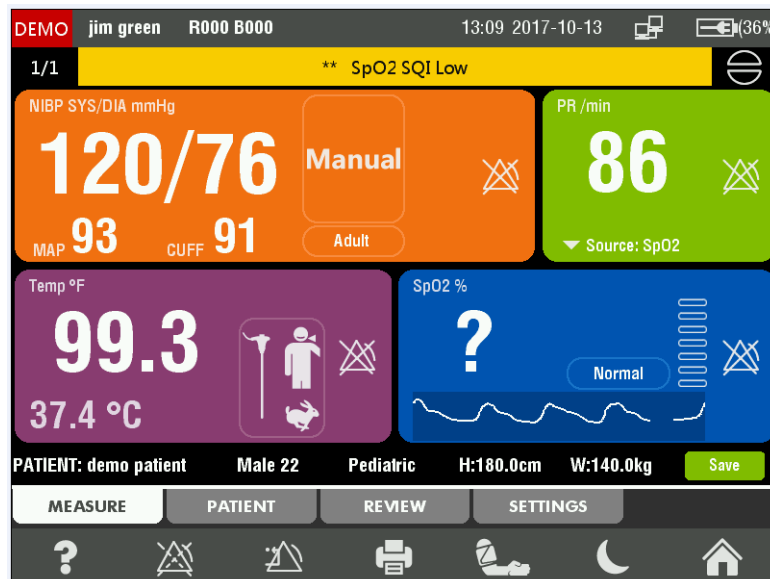 DEMO jim green R000 B000 13:09 2017-10-13 (36%
1/1 ** SpO2 SQI Low
NIBP SYS/DIA mmHg
120/76
Manual
MAP 93 CUFF 91 Adult
PR /min
86
Source: SpO2
Temp °F
99.3
37.4 °C
SpO2 %
?
Normal
PATIENT: demo patient Male 22 Pediatric H:180.0cm W:140.0kg Save
MEASURE PATIENT REVIEW SETTINGS
?